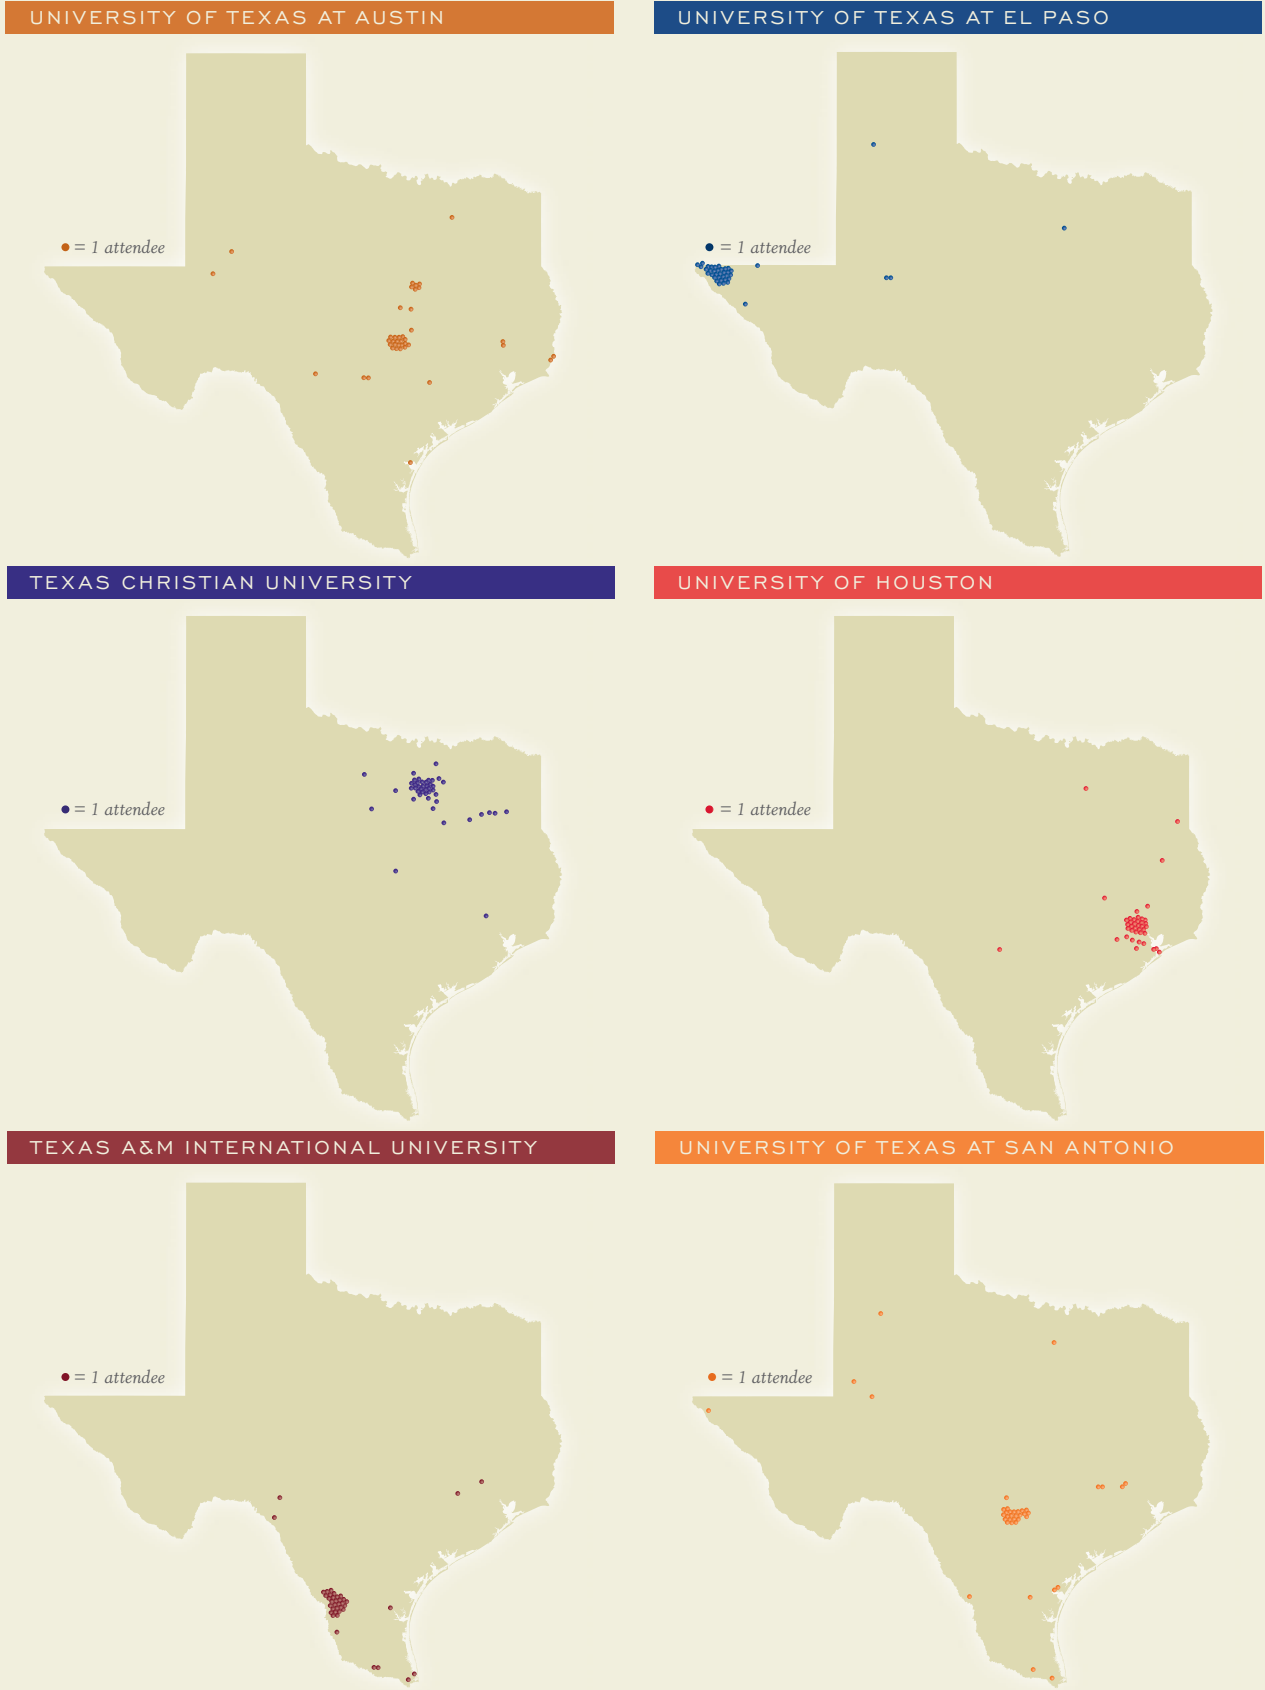 UNIVERSITY OF TEXAS AT AUSTIN
UNIVERSITY OF TEXAS AT EL PASO
= 1 attendee
= 1 attendee
TEXAS CHRISTIAN UNIVERSITY
UNIVERSITY OF HOUSTON
= 1 attendee
= 1 attendee
TEXAS A&M INTERNATIONAL UNIVERSITY
UNIVERSITY OF TEXAS AT SAN ANTONIO
= 1 attendee
= 1 attendee